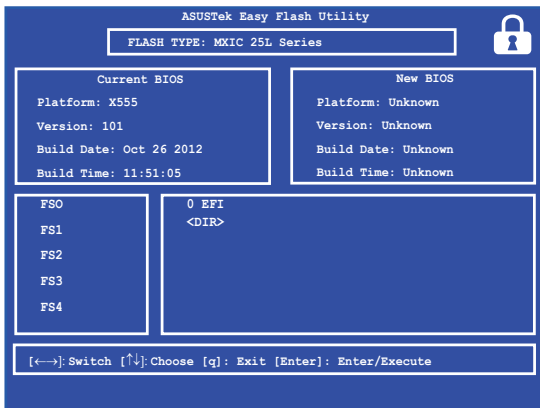 ASUSTek Easy Flash Utility
FLASH TYPE: MXIC 25L Series
Current BIOS
Platform: X555
Version: 101
Build Date: Oct 26 2012
Build Time: 11:51:05
New BIOS
Platform: Unknown
Version: Unknown
Build Date: Unknown
Build Time: Unknown
FSO
FS1
FS2
FS3
FS4
0 EFI
<DIR>
[←→]: Switch [↑↓]: Choose [q]: Exit [Enter]: Enter/Execute